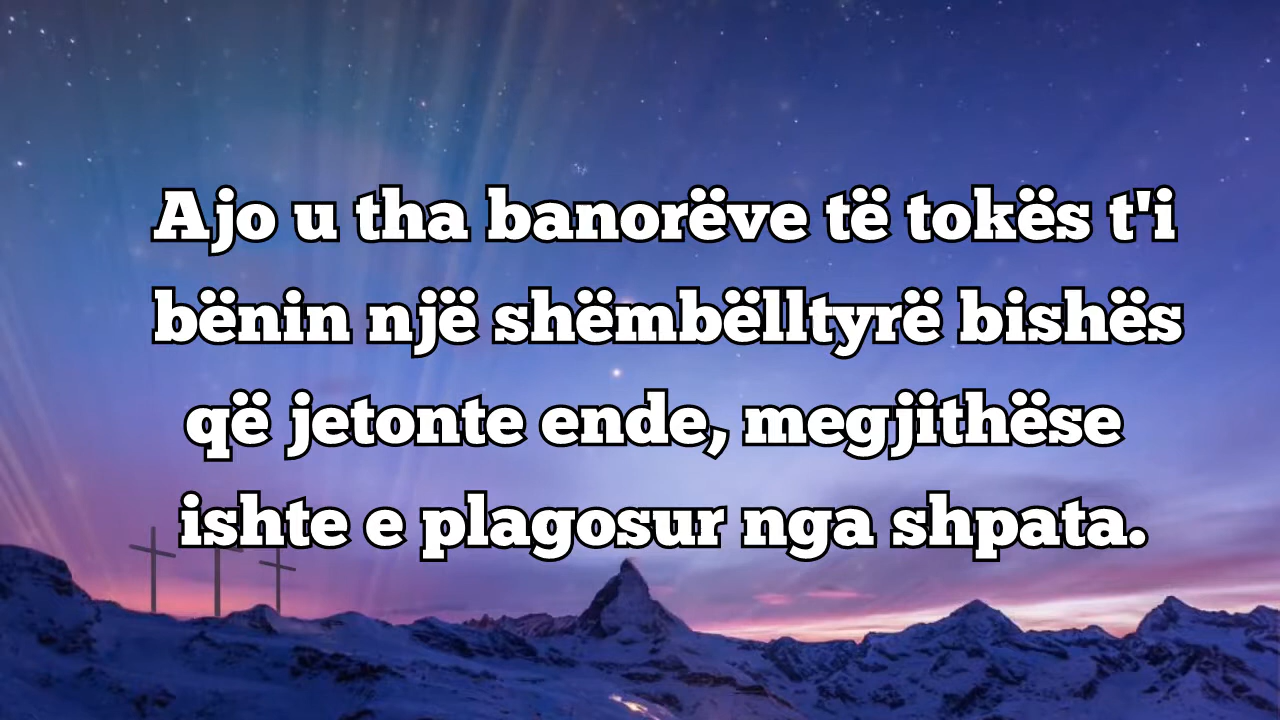 Ajo u tha banorëve të tokës t'i
bënin një shëmbëlltyrë bishës
që jetonte ende, megjithëse
ishte e plagosur nga shpata.